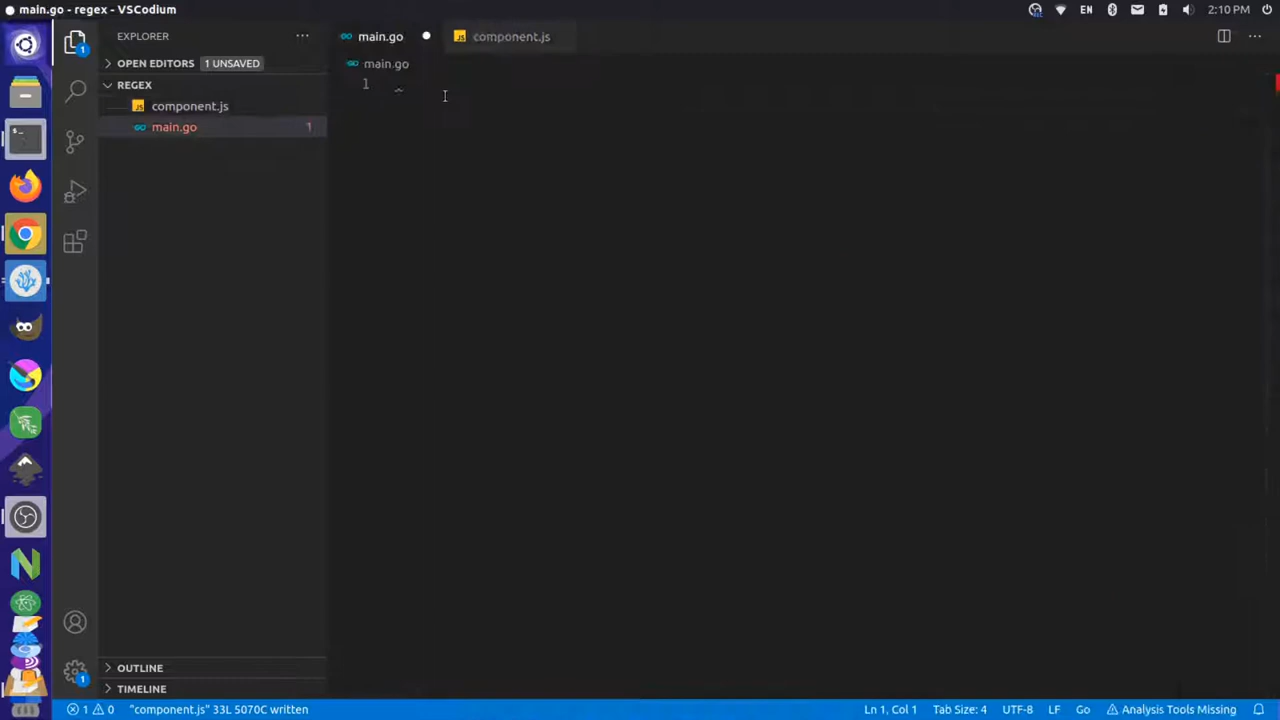 main.go - regex - VSCodium
EN
2:10 PM
EXPLORER
main.go
component.js
OPEN EDITORS 1 UNSAVED
main.go
REGEX
1
component.js
main.go 1
1
1
OUTLINE
TIMELINE
1 0 "component.js" 33L 5070C written Ln 1, Col 1 Tab Size: 4 UTF-8 LF Go Analysis Tools Missing